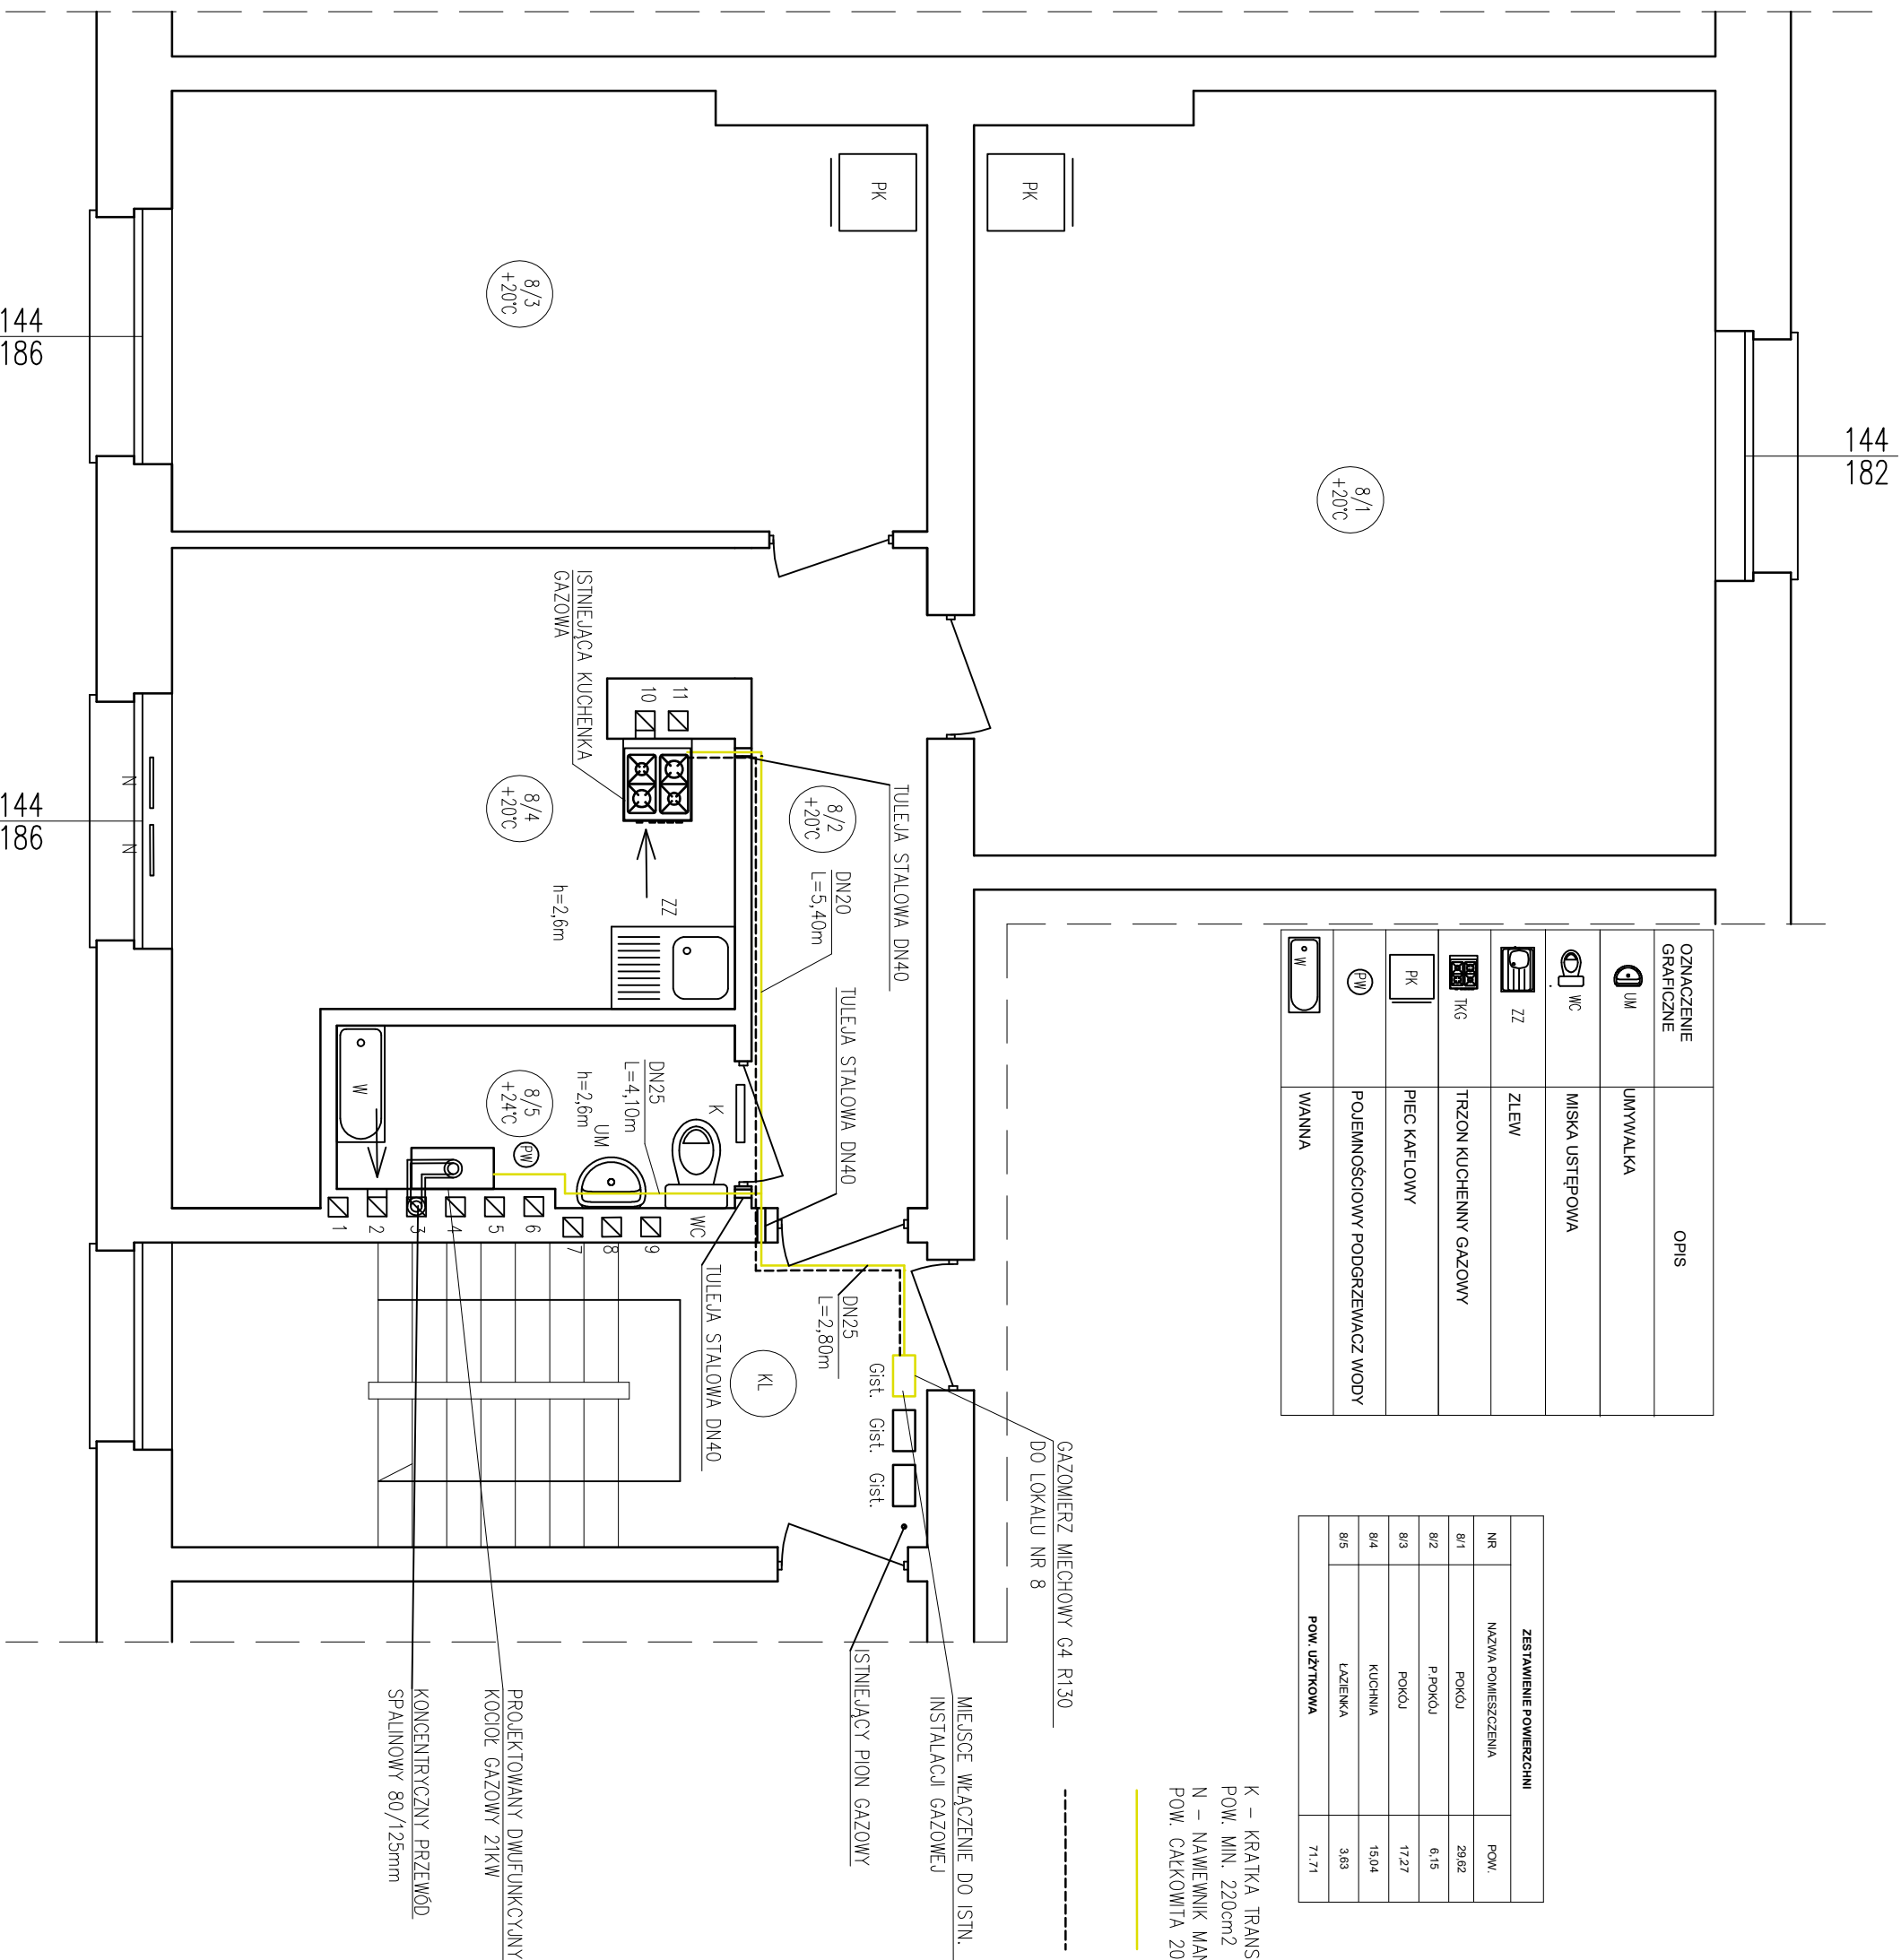 OZNACZENIE
GRAFICZNE
OPIS
UM
UMYWALKA
WC
MISKA USTĘPOWA
ZZ
ZLEW
TKG
TRZON KUCHENNY GAZOWY
PK
PIEC KAFLOWY
PW
POJEMNOŚCIOWY PODGRZEWACZ WODY
W
WANNA
ZESTAWIENIE POWIERZCHNI
NR
NAZWA POMIESZCZENIA
POW.
8/1
POKÓJ
29,62
8/2
P.POKÓJ
6,15
8/3
POKÓJ
17,27
8/4
KUCHNIA
15,04
8/5
ŁAZIENKA
3,63
POW. UŻYTKOWA
71.71
K – KRATKA TRANS
POW. MIN. 220cm2
N – NAWIEWNIK
POW. CAŁKOWITA 20
144
182
8/1
+20°C
PK
PK
8/3
+20°C
144
186
TULEJA STALOWA DN40
8/2
+20°C
DN20
L=5,40m
TULEJA STALOWA DN40
11
10
ISTNIEJĄCA KUCHENKA
GAZOWA
ZZ
8/4
+20°C
h=2,6m
N
N
144
186
K
DN25
L=4,10m
UM
h=2,6m
PW
8/5
+24°C
W
WC
9
8
7
6
5
4
3
2
1
TULEJA STALOWA DN40
DN25
L=2,80m
KL
Gist.
Gist.
Gist.
GAZOMIERZ MIECHOWY G4 R130
DO LOKALU NR 8
MIEJSCE WŁĄCZENIE DO ISTN.
INSTALACJI GAZOWEJ
ISTNIEJĄCY PION GAZOWY
PROJEKTOWANY DWUFUNKCYJNY
KOCIOŁ GAZOWY 21KW
KONCENTRYCZNY PRZEWÓD
SPALINOWY 80/125mm